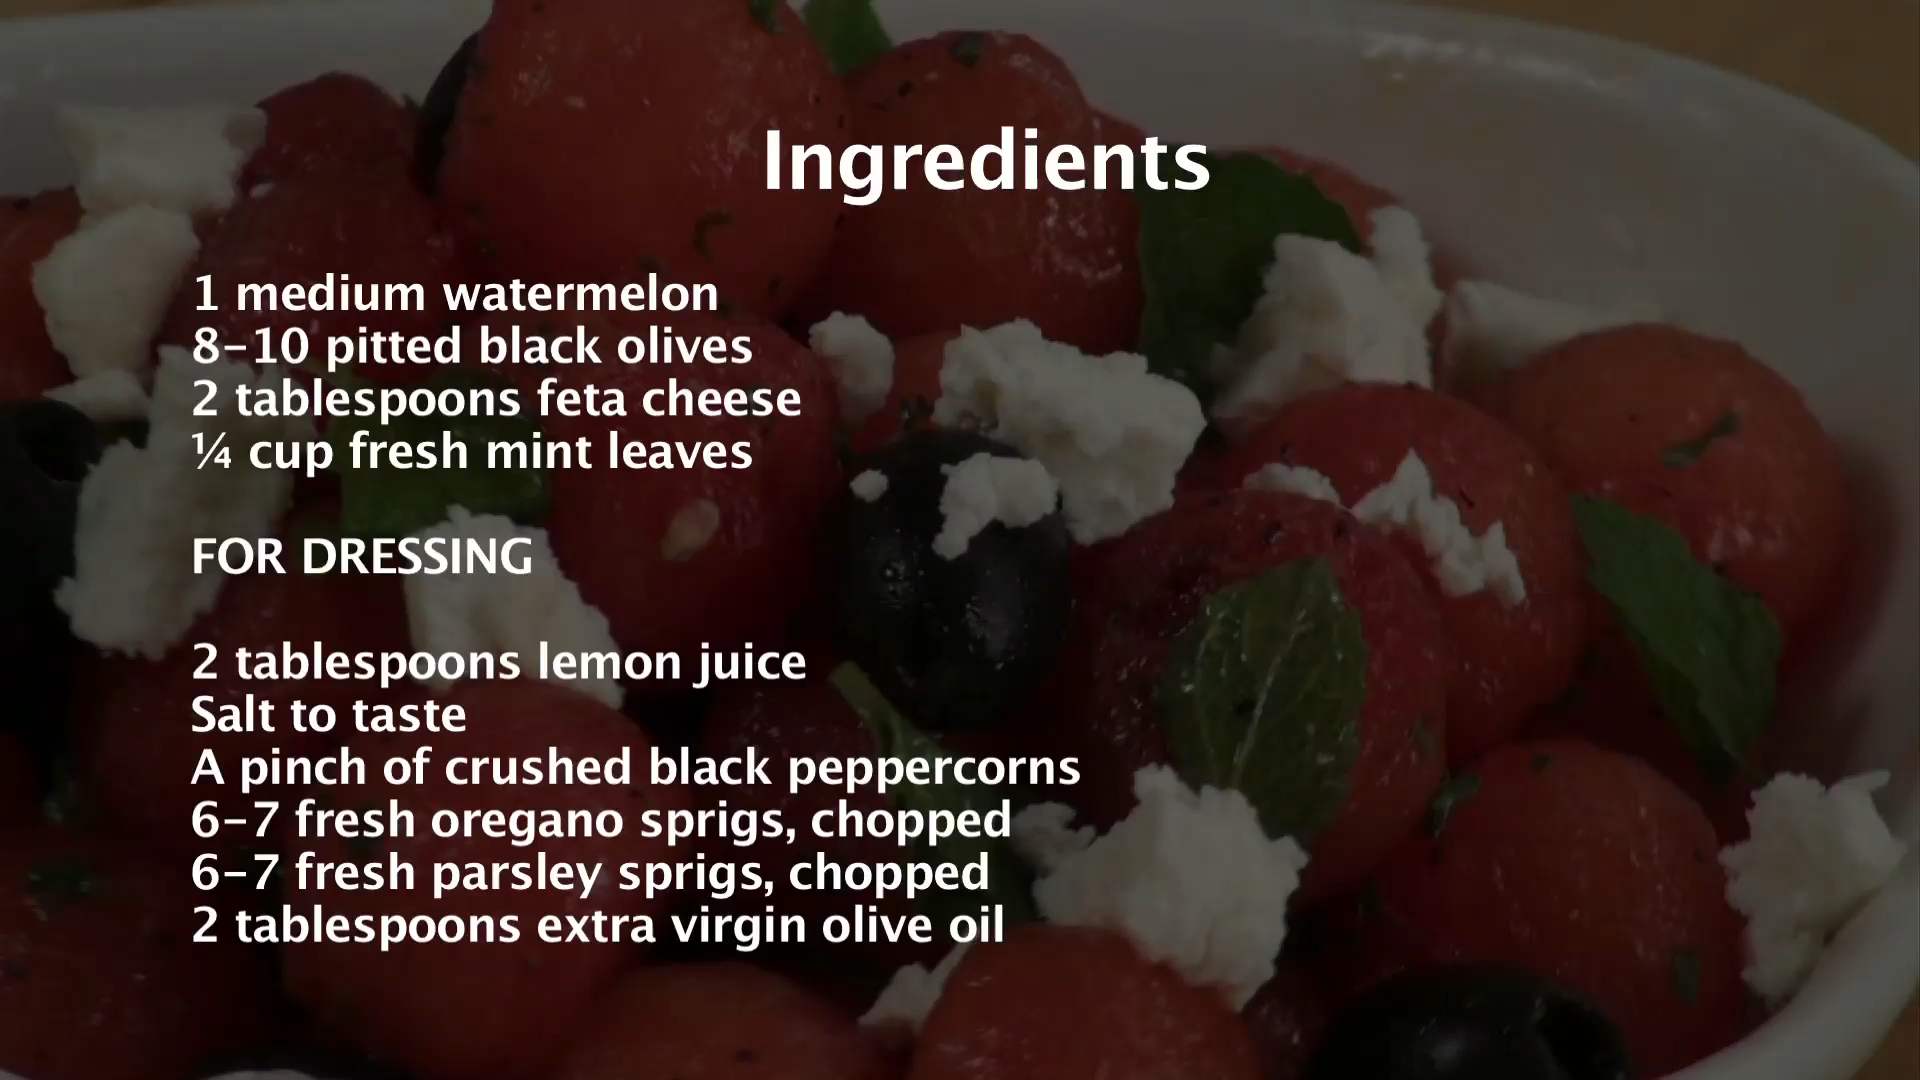 Ingredients
1 medium watermelon
8-10 pitted black olives
2 tablespoons feta cheese
¼ cup fresh mint leaves
FOR DRESSING
2 tablespoons lemon juice
Salt to taste
A pinch of crushed black peppercorns
6-7 fresh oregano sprigs, chopped
6-7 fresh parsley sprigs, chopped
2 tablespoons extra virgin olive oil